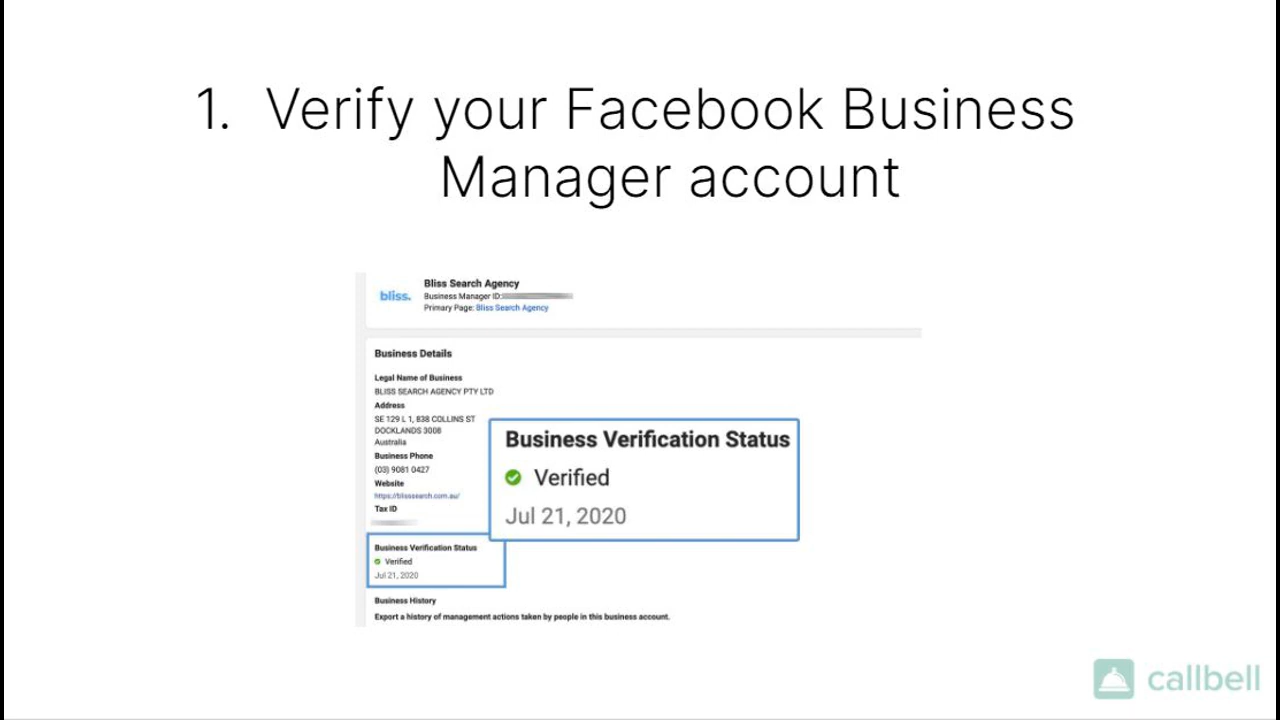 1. Verify your Facebook Business
Manager account
bliss.
Bliss Search Agency
Business Manager ID:
Primary Page: Bliss Search Agency
Business Details
Legal Name of Business
BLISS SEARCH AGENCY PTY LTD
Address
SE 129 L 1, 838 COLLINS ST
DOCKLANDS 3008
Australia
Business Phone
(03) 9081 0427
Website
https://blisssearch.com.au/
Tax ID
Business Verification Status
Verified
Jul 21, 2020
Business Verification Status
Verified
Jul 21, 2020
Business History
Export a history of management actions taken by people in this business account.
callbell